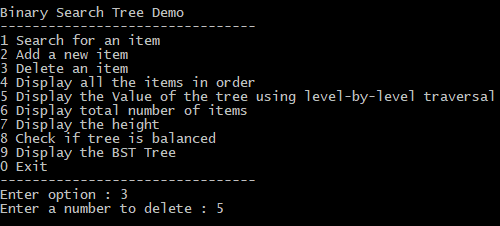 Binary Search Tree Demo
--------------------------------
1 Search for an item
2 Add a new item
3 Delete an item
4 Display all the items in order
5 Display the Value of the tree using level-by-level traversal
6 Display total number of items
7 Display the height
8 Check if tree is balanced
9 Display the BST Tree
0 Exit
--------------------------------
Enter option : 3
Enter a number to delete : 5